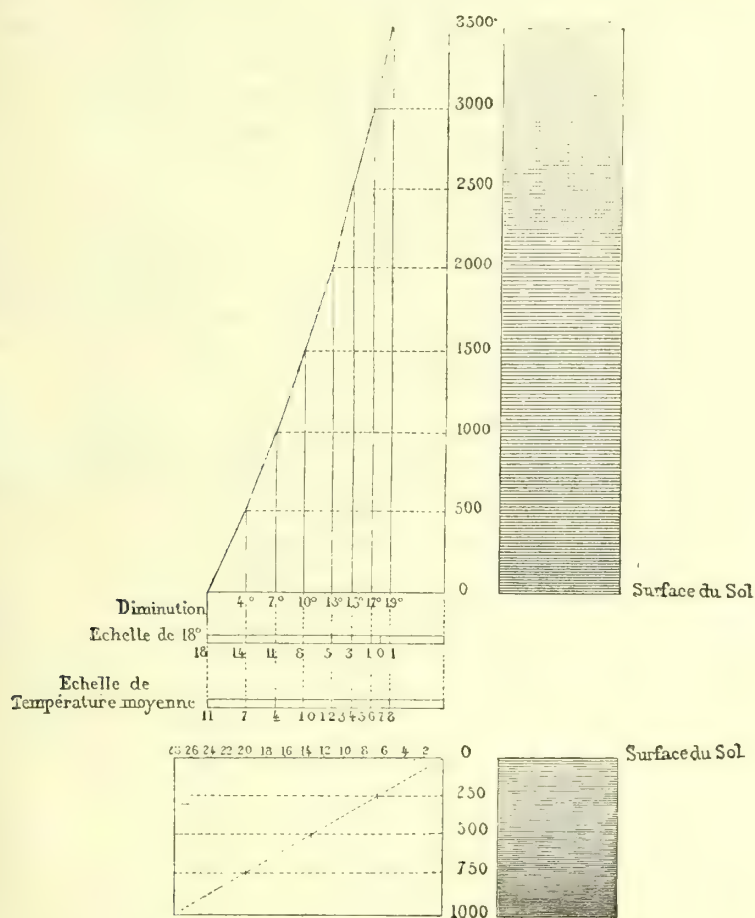 3500
3000
2500
2000
1500
1000
500
0
Surface du Sol
Diminution 4.° 7.° 10° 13° 15° 17° 19°
Echelle de 18°
18 14 11 8 5 3 1 0 1
Echelle de
Température moyenne
11 7 4 1 0 1 2 3 4 5 6 7 8
26 24 22 20 18 16 14 12 10 8 6 4 2 0 Surface du Sol
250
500
750
1000